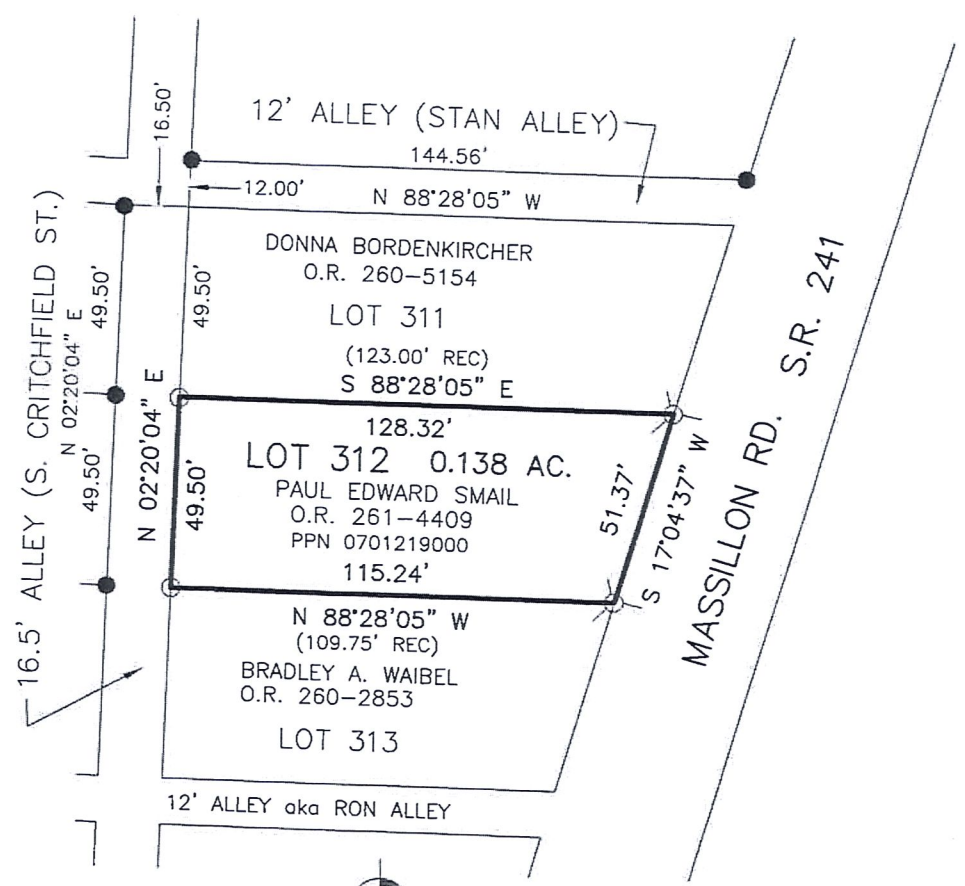 12' ALLEY (STAN ALLEY)
16.50'
144.56'
12.00'
N 88°28'05" W
DONNA BORDENKIRCHER
O.R. 260-5154
LOT 311
(123.00' REC)
S 88°28'05" E
128.32'
LOT 312 0.138 AC.
PAUL EDWARD SMAIL
O.R. 261-4409
PPN 0701219000
115.24'
N 88°28'05" W
(109.75' REC)
BRADLEY A. WAIBEL
O.R. 260-2853
LOT 313
12' ALLEY aka RON ALLEY
16.5' ALLEY (S. CRITCHFIELD ST.)
N 02°20'04" E
49.50'
49.50'
49.50'
N 02°20'04" E
49.50'
51.37'
S 17°04'37" W
MASSILLON RD. S.R. 241